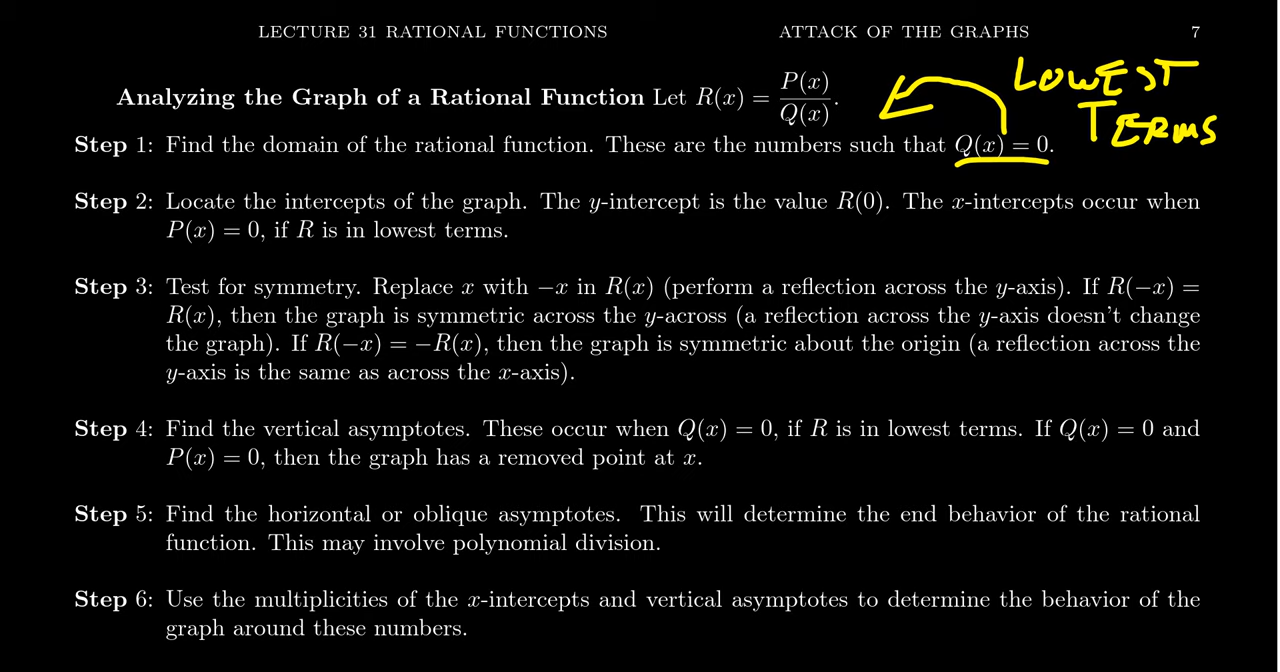 LECTURE 31 RATIONAL FUNCTIONS ATTACK OF THE GRAPHS 7
LOWEST
TERMS
Analyzing the Graph of a Rational Function Let R(x) = P(x)/Q(x).
Step 1: Find the domain of the rational function. These are the numbers such that Q(x) = 0.
Step 2: Locate the intercepts of the graph. The y-intercept is the value R(0). The x-intercepts occur when
P(x) = 0, if R is in lowest terms.
Step 3: Test for symmetry. Replace x with −x in R(x) (perform a reflection across the y-axis). If R(−x) =
R(x), then the graph is symmetric across the y-across (a reflection across the y-axis doesn't change
the graph). If R(−x) = −R(x), then the graph is symmetric about the origin (a reflection across the
y-axis is the same as across the x-axis).
Step 4: Find the vertical asymptotes. These occur when Q(x) = 0, if R is in lowest terms. If Q(x) = 0 and
P(x) = 0, then the graph has a removed point at x.
Step 5: Find the horizontal or oblique asymptotes. This will determine the end behavior of the rational
function. This may involve polynomial division.
Step 6: Use the multiplicities of the x-intercepts and vertical asymptotes to determine the behavior of the
graph around these numbers.